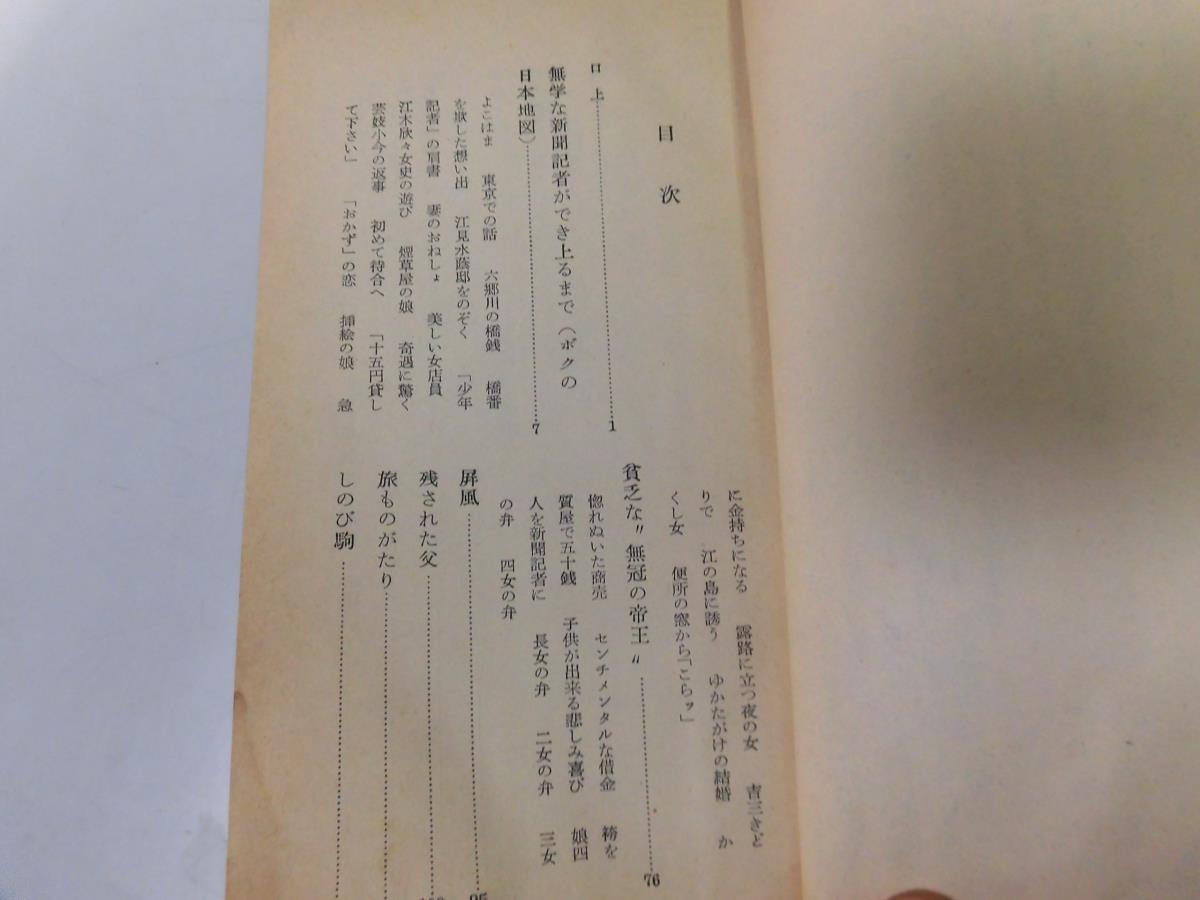 目次
口上……………………1
無学な新聞記者ができ上るまで（ボクの
日本地図）……………………7
よこはま 東京での話 六郷川の橋銭 橋番
を欺した想い出 江見水蔭邸をのぞく 「少年
記者」の肩書 妻のおねしょ 美しい女店員
江木欣々女史の遊び 煙草屋の娘 奇遇に驚く
芸妓小今の返事 初めて待合へ 「十五円貸し
て下さい」 「おかず」の恋 挿絵の娘 急
に金持ちになる 露路に立つ夜の女 吉三きど
りで 江の島に誘う ゆかたがけの結婚 か
くし女 便所の窓から「こらッ」
貧乏な〝無冠の帝王〟……………………76
惚れぬいた商売 センチメンタルな借金 袴を
質屋で五十銭 子供が出来る悲しみ喜び 娘四
人を新聞記者に 長女の弁 二女の弁 三女
の弁 四女の弁
屛風……………………95
残された父……………………
旅ものがたり……………………
しのび駒……………………